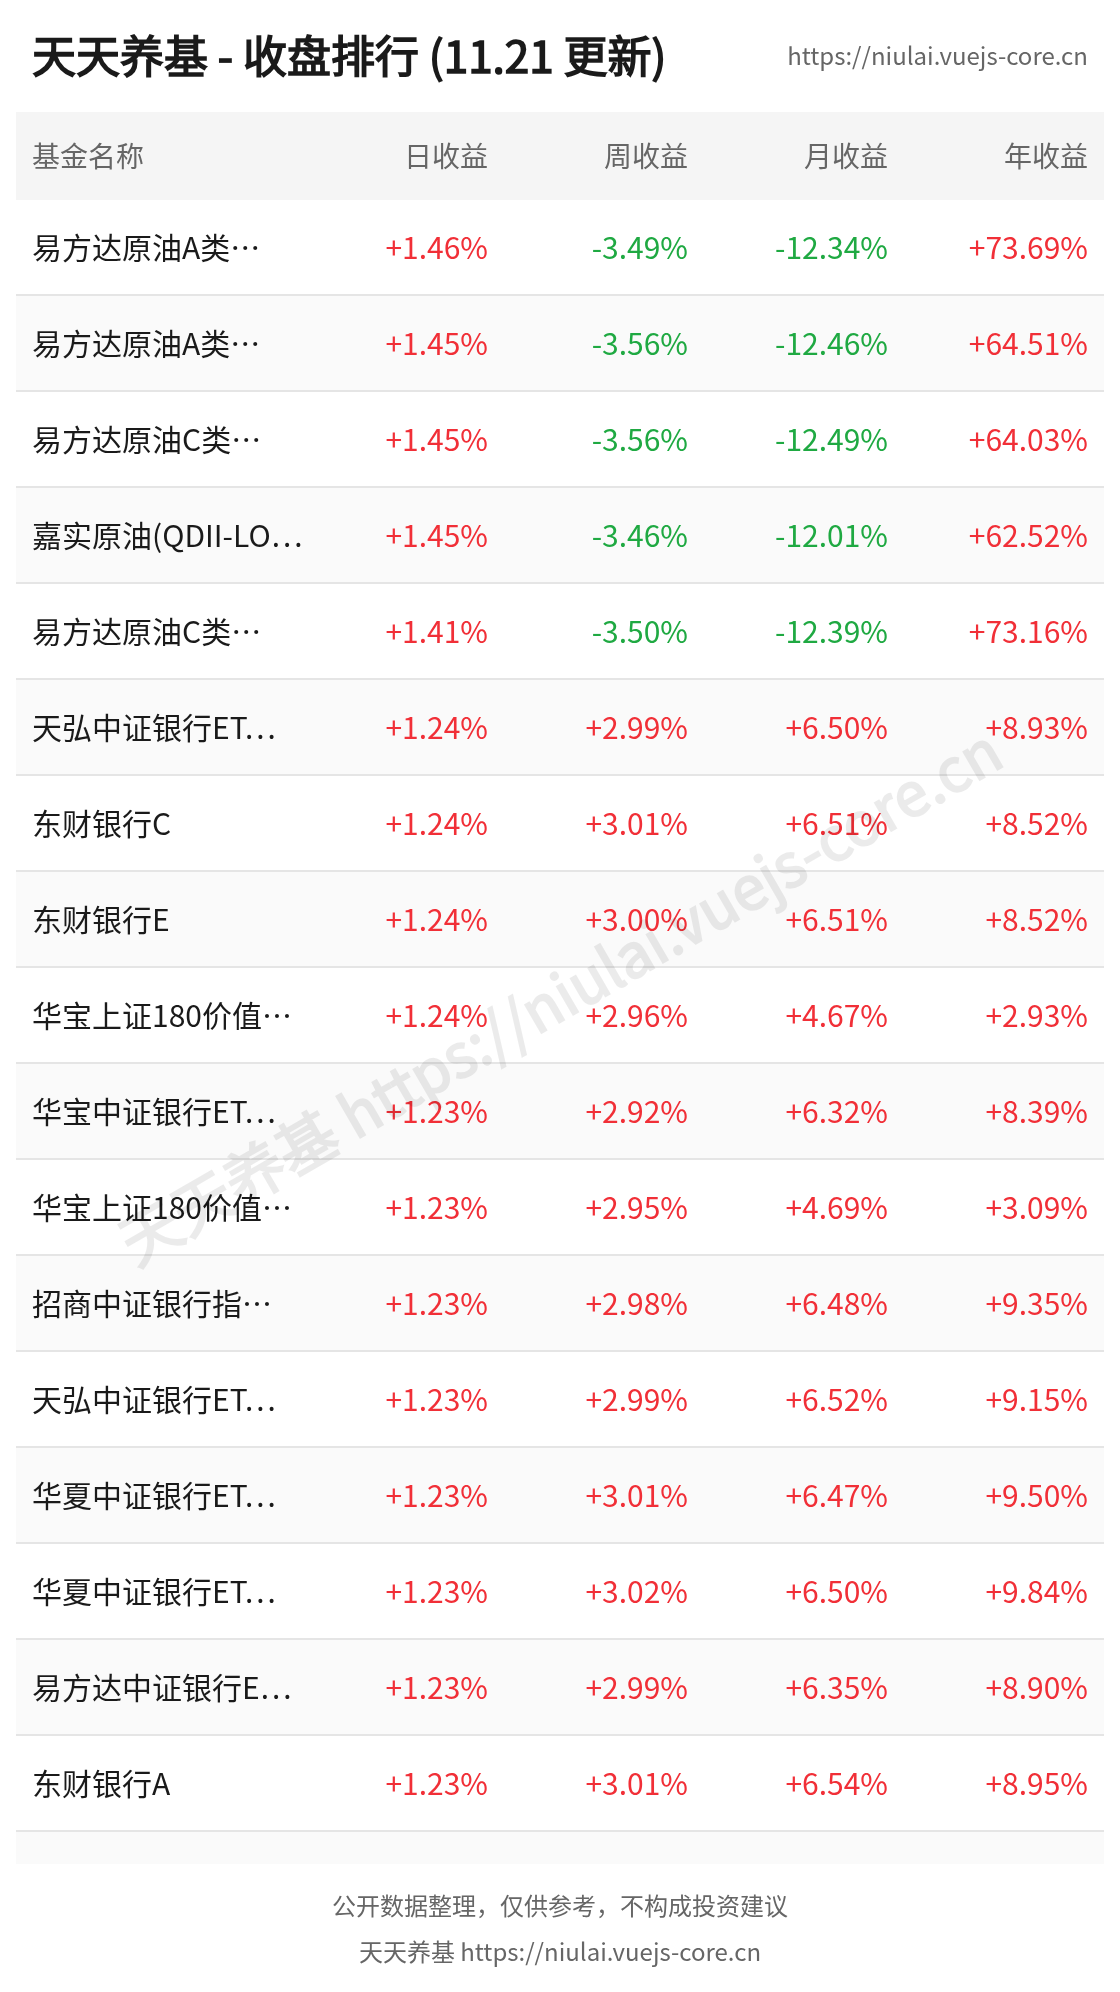 天天养基 - 收盘排行 (11.21 更新) https://niulai.vuejs-core.cn
基金名称 日收益 周收益 月收益 年收益
易方达原油A类… +1.46% -3.49% -12.34% +73.69%
易方达原油A类… +1.45% -3.56% -12.46% +64.51%
易方达原油C类… +1.45% -3.56% -12.49% +64.03%
嘉实原油(QDII-LO… +1.45% -3.46% -12.01% +62.52%
易方达原油C类… +1.41% -3.50% -12.39% +73.16%
天弘中证银行ET… +1.24% +2.99% +6.50% +8.93%
东财银行C +1.24% +3.01% +6.51% +8.52%
东财银行E +1.24% +3.00% +6.51% +8.52%
华宝上证180价值… +1.24% +2.96% +4.67% +2.93%
华宝中证银行ET… +1.23% +2.92% +6.32% +8.39%
华宝上证180价值… +1.23% +2.95% +4.69% +3.09%
招商中证银行指… +1.23% +2.98% +6.48% +9.35%
天弘中证银行ET… +1.23% +2.99% +6.52% +9.15%
华夏中证银行ET… +1.23% +3.01% +6.47% +9.50%
华夏中证银行ET… +1.23% +3.02% +6.50% +9.84%
易方达中证银行E… +1.23% +2.99% +6.35% +8.90%
东财银行A +1.23% +3.01% +6.54% +8.95%
天天养基 https://niulai.vuejs-core.cn
公开数据整理，仅供参考，不构成投资建议
天天养基 https://niulai.vuejs-core.cn